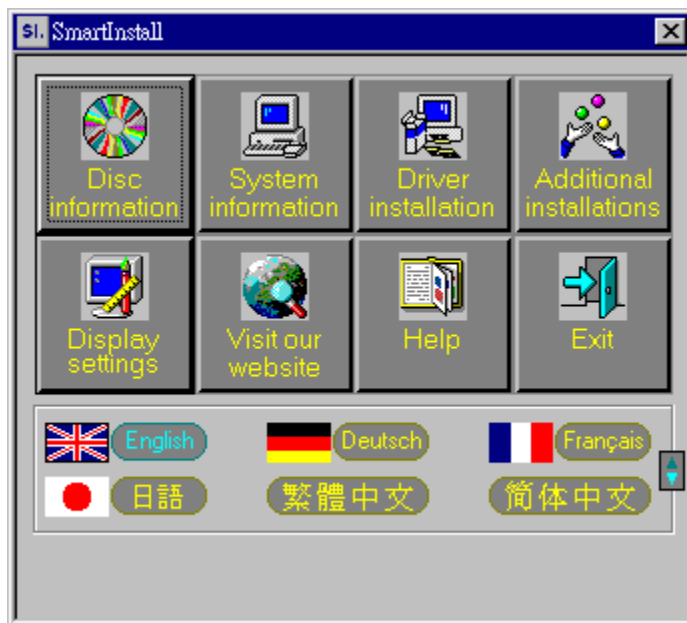 SI. SmartInstall
Disc
information
System
information
Driver
installation
Additional
installations
Display
settings
Visit our
website
Help
Exit
English
Deutsch
Français
日語
繁體中文
简体中文